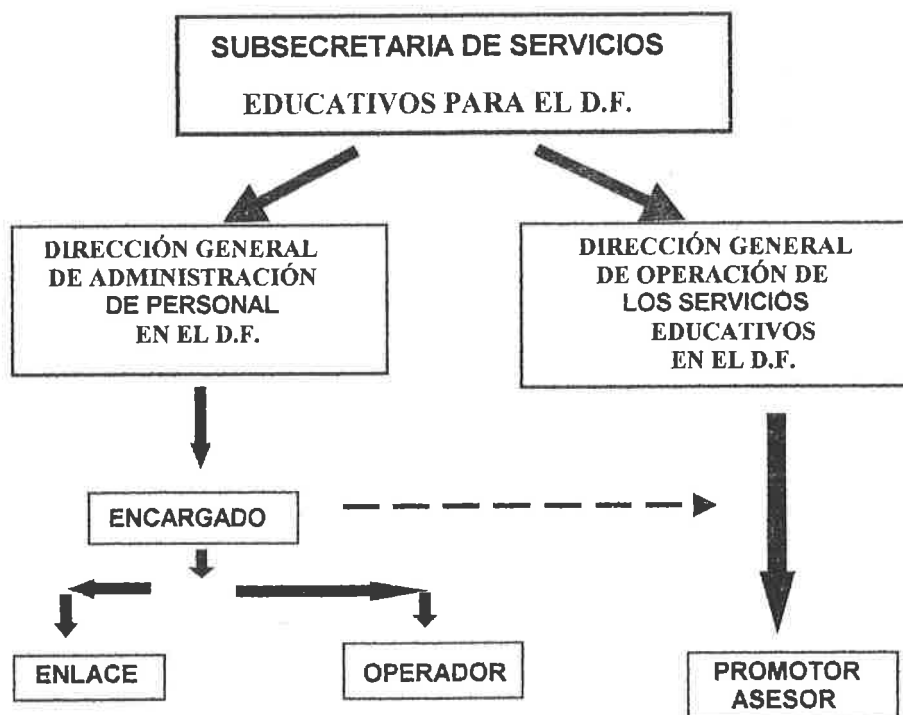 SUBSECRETARIA DE SERVICIOS
EDUCATIVOS PARA EL D.F.
DIRECCIÓN GENERAL
DE ADMINISTRACIÓN
DE PERSONAL
EN EL D.F.
DIRECCIÓN GENERAL
DE OPERACIÓN DE
LOS SERVICIOS
EDUCATIVOS
EN EL D.F.
ENCARGADO
ENLACE
OPERADOR
PROMOTOR
ASESOR